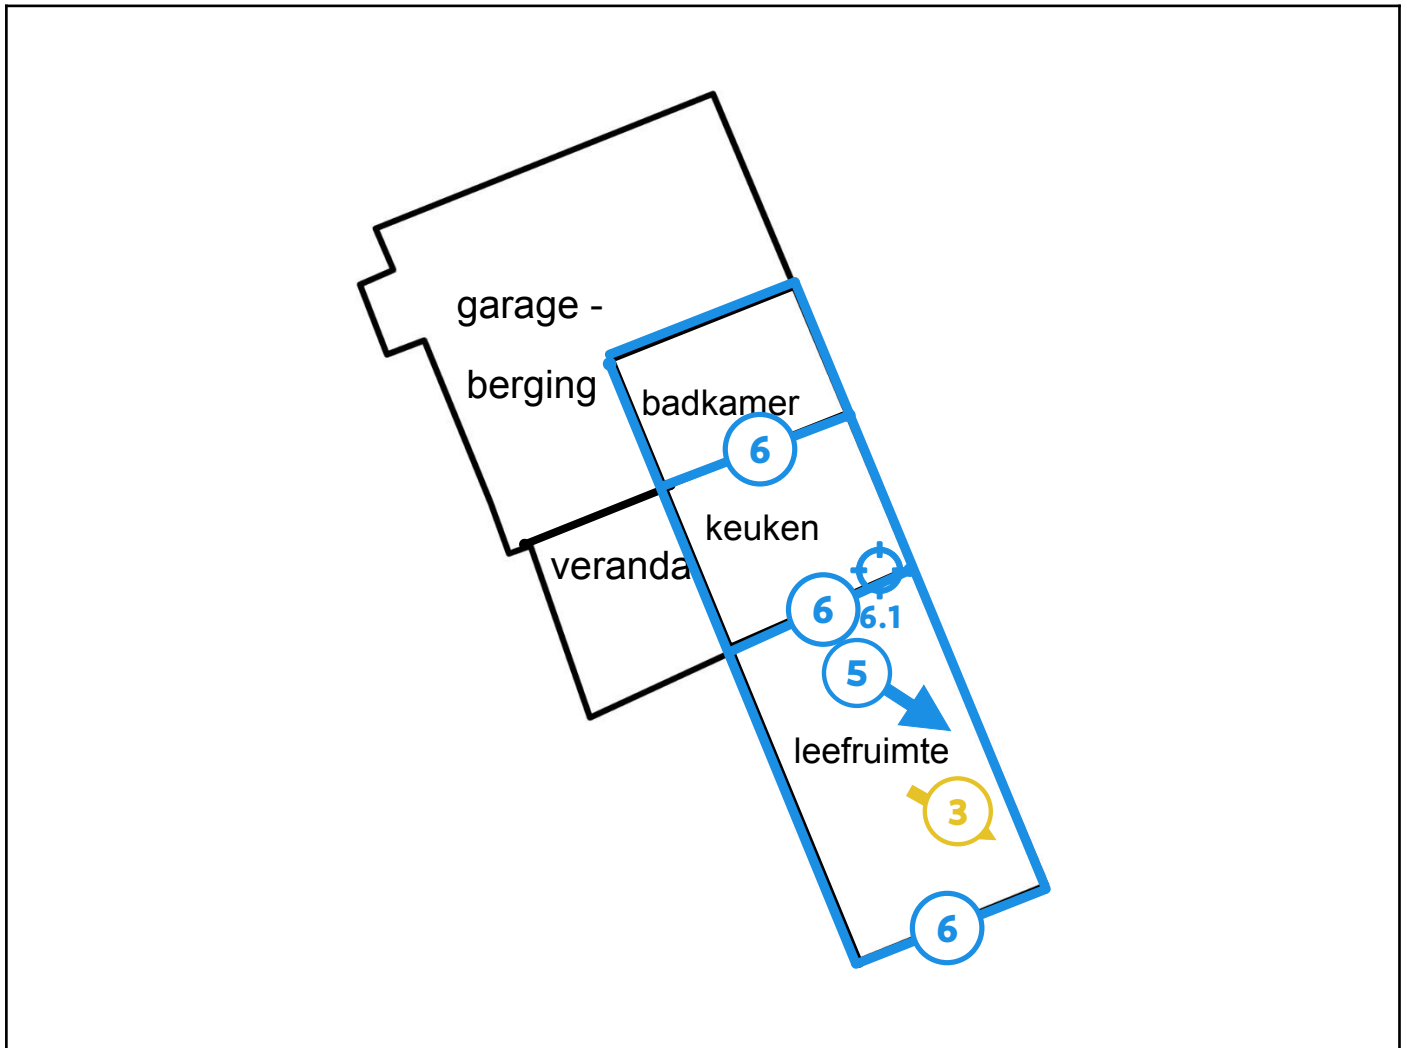 garage -
berging
badkamer
6
keuken
veranda
6
6.1
5
leefruimte
3
6